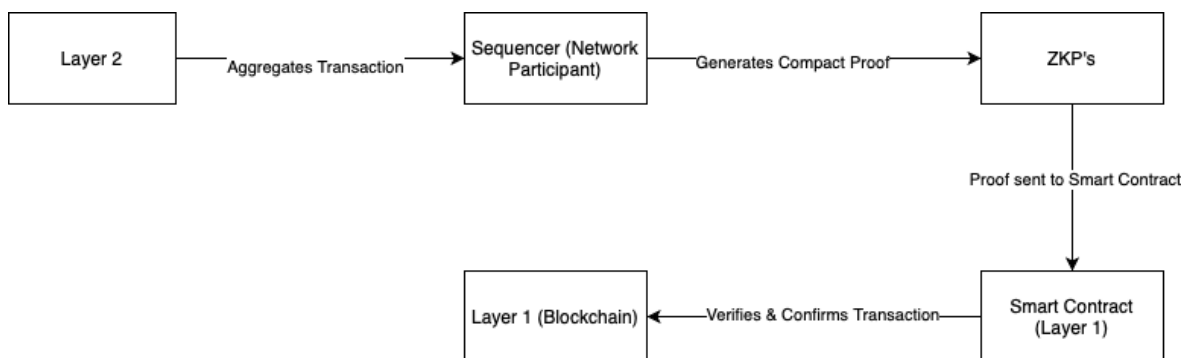 Layer 2
Aggregates Transaction
Sequencer (Network
Participant)
Generates Compact Proof
ZKP's
Proof sent to Smart Contract
Layer 1 (Blockchain)
Verifies & Confirms Transaction
Smart Contract
(Layer 1)